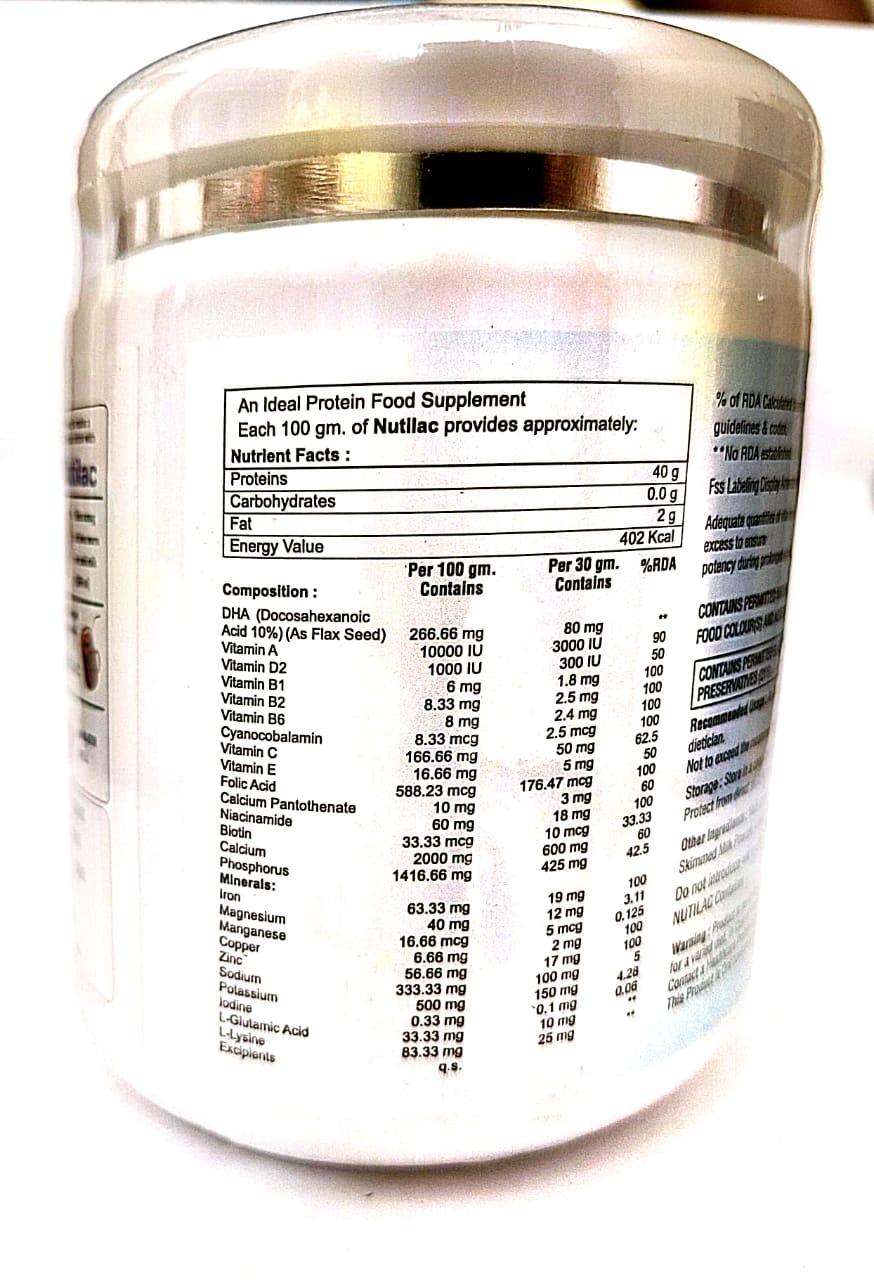 An Ideal Protein Food Supplement
Each 100 gm. of Nutilac provides approximately:
Nutrient Facts :
Proteins 40 g
Carbohydrates 0.0 g
Fat 2 g
Energy Value 402 Kcal
Composition : Per 100 gm. Contains Per 30 gm. Contains %RDA
DHA (Docosahexanoic
Acid 10%) (As Flax Seed) 266.66 mg 80 mg **
Vitamin A 10000 IU 3000 IU 90
Vitamin D2 1000 IU 300 IU 50
Vitamin B1 6 mg 1.8 mg 100
Vitamin B2 8.33 mg 2.5 mg 100
Vitamin B6 8 mg 2.4 mg 100
Cyanocobalamin 8.33 mcg 2.5 mcg 100
Vitamin C 166.66 mg 50 mg 62.5
Vitamin E 16.66 mg 5 mg 50
Folic Acid 588.23 mcg 176.47 mcg 100
Calcium Pantothenate 10 mg 3 mg 60
Niacinamide 60 mg 18 mg 100
Biotin 33.33 mcg 10 mcg 33.33
Calcium 2000 mg 600 mg 60
Phosphorus 1416.66 mg 425 mg 42.5
Minerals:
Iron 63.33 mg 19 mg 100
Magnesium 40 mg 12 mg 3.11
Manganese 16.66 mcg 5 mcg 0.125
Copper 6.66 mg 2 mg 100
Zinc 56.66 mg 17 mg 100
Sodium 333.33 mg 100 mg 5
Potassium 500 mg 150 mg 4.28
Iodine 0.33 mg 0.1 mg 0.06
L-Glutamic Acid 33.33 mg 10 mg **
L-Lysine 83.33 mg 25 mg **
Excipients q.s.
% of RDA Calculated
guidelines &
**No RDA established
Fss Labeling Display
Adequate
excess to ensure
potency during
CONTAINS PERMITTED
FOOD COLOUR(S)
CONTAINS
PRESERVATIVES
Recommended Usage
dietician.
Not to exceed the
Storage : Store in a
Protect from direct
Other Ingredients
Skimmed Milk
Do not introduce
NUTILAC
Warning :
for a varied
Contact a
This Product is